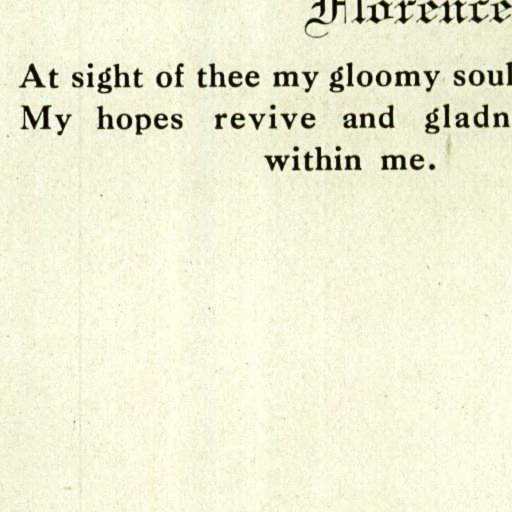 Florence
At sight of thee my gloomy soul
My hopes revive and gladn
within me.